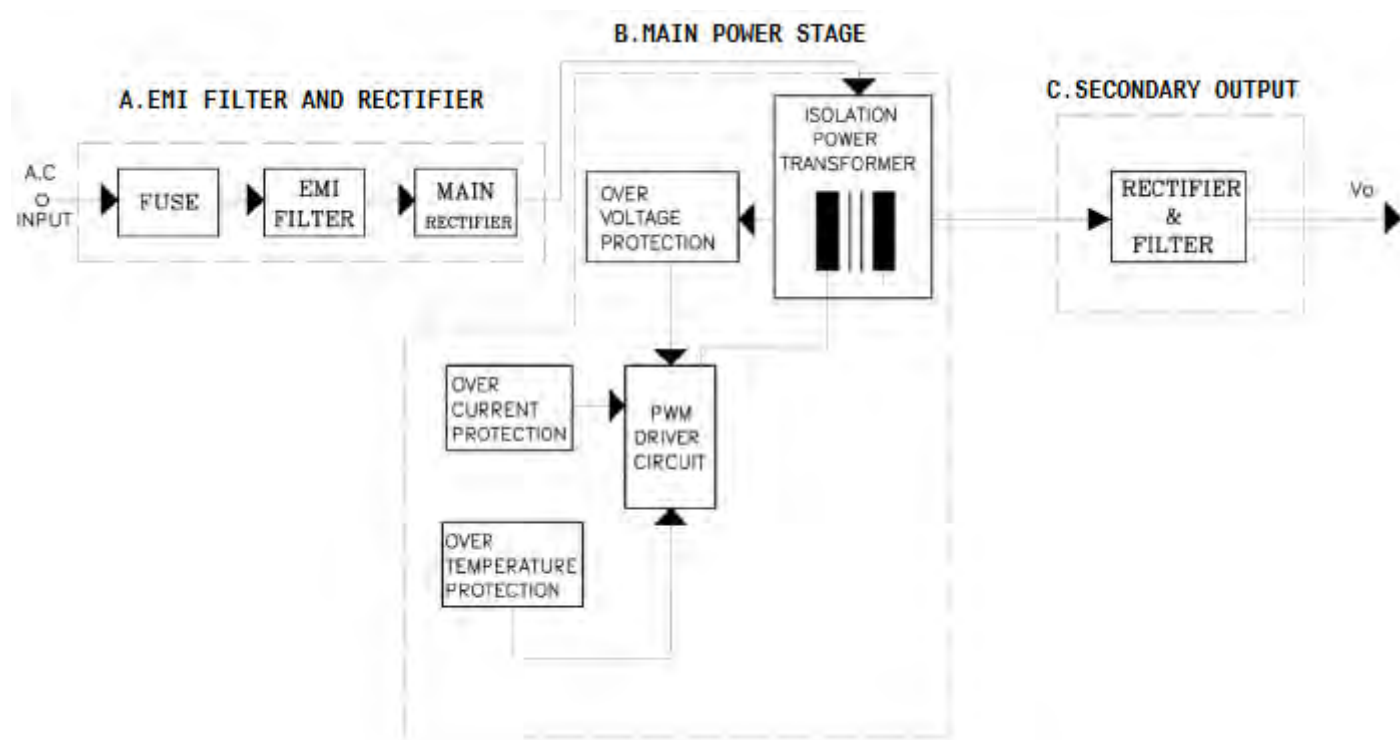 B.MAIN POWER STAGE
A.EMI FILTER AND RECTIFIER
C.SECONDARY OUTPUT
A.C
INPUT
FUSE
EMI
FILTER
MAIN
RECTIFIER
OVER
VOLTAGE
PROTECTION
ISOLATION
POWER
TRANSFORMER
RECTIFIER
&
FILTER
Vo
OVER
CURRENT
PROTECTION
PWM
DRIVER
CIRCUIT
OVER
TEMPERATURE
PROTECTION